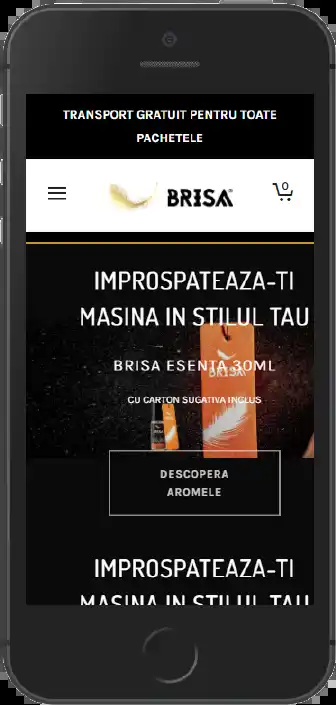 TRANSPORT GRATUIT PENTRU TOATE
PACHETELE
BRISA
0
IMPROSPATEAZA-TI
MASINA IN STILUL TAU
BRISA ESENTA 30ML
BRISA
CU CARTON SUGATIVA INCLUS
DESCOPERA
AROMELE
IMPROSPATEAZA-TI
MASINA IN STILUL TAU